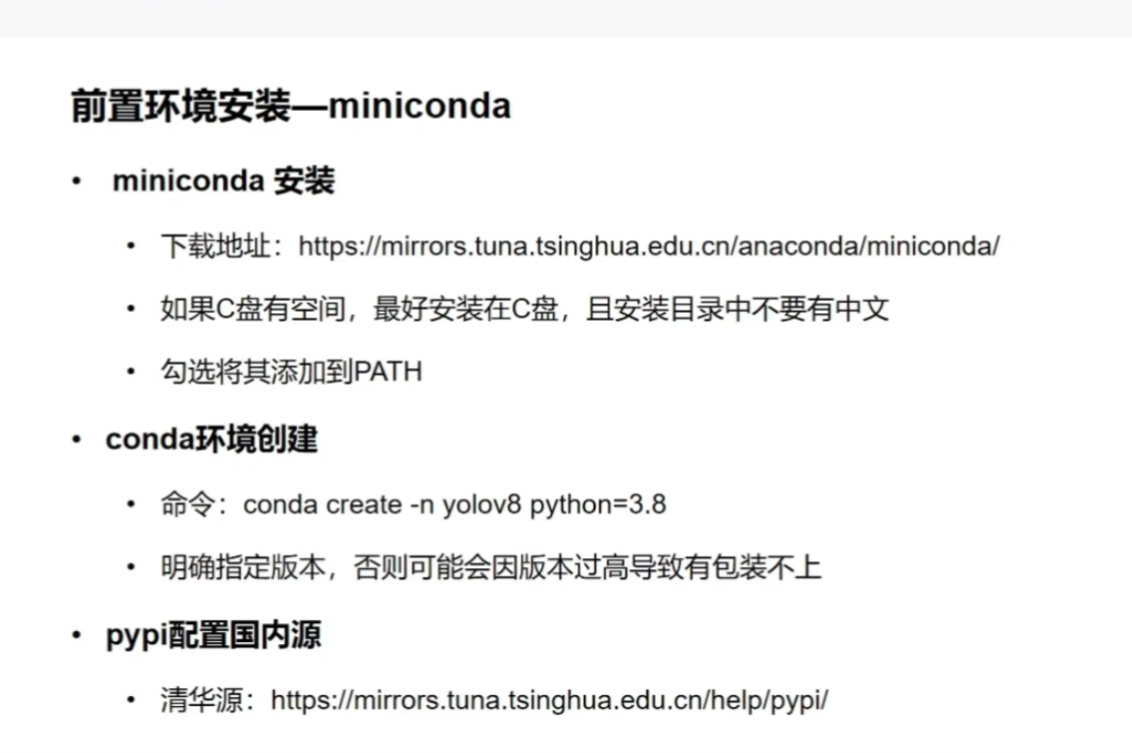 前置环境安装—miniconda
• miniconda 安装
• 下载地址：https://mirrors.tuna.tsinghua.edu.cn/anaconda/miniconda/
• 如果C盘有空间，最好安装在C盘，且安装目录中不要有中文
• 勾选将其添加到PATH
• conda环境创建
• 命令：conda create -n yolov8 python=3.8
• 明确指定版本，否则可能会因版本过高导致有包装不上
• pypi配置国内源
• 清华源：https://mirrors.tuna.tsinghua.edu.cn/help/pypi/